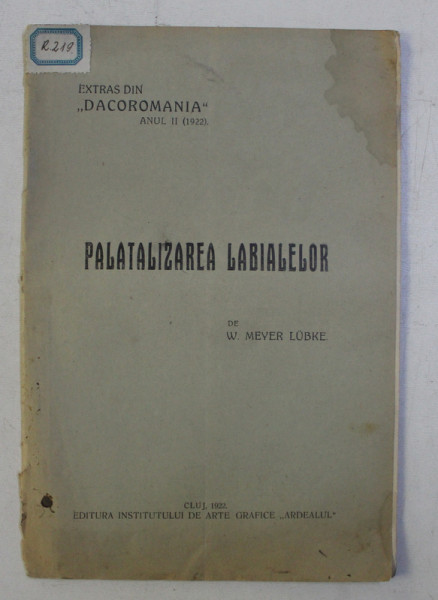 R.219
EXTRAS DIN
„DACOROMANIA“
ANUL II (1922).
PALATALIZAREA LABIALELOR
DE
W. MEYER LÜBKE.
CLUJ, 1922.
EDITURA INSTITUTULUI DE ARTE GRAFICE „ARDEALUL“